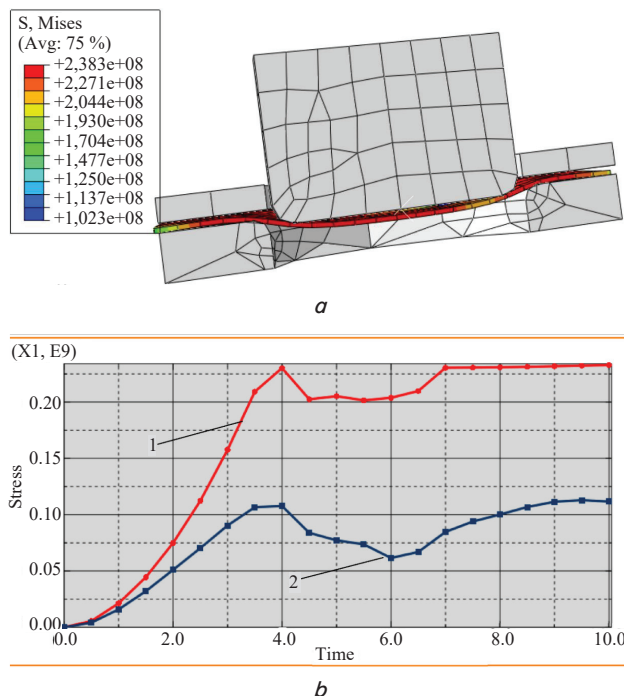 S, Mises
(Avg: 75 %)
+2,383e+08
+2,271e+08
+2,044e+08
+1,930e+08
+1,704e+08
+1,477e+08
+1,250e+08
+1,137e+08
+1,023e+08
a
(X1, E9)
0.20
0.15
0.10
0.05
0.00
Stress
1
2
0.0 2.0 4.0 6.0 8.0 10.0
Time
b